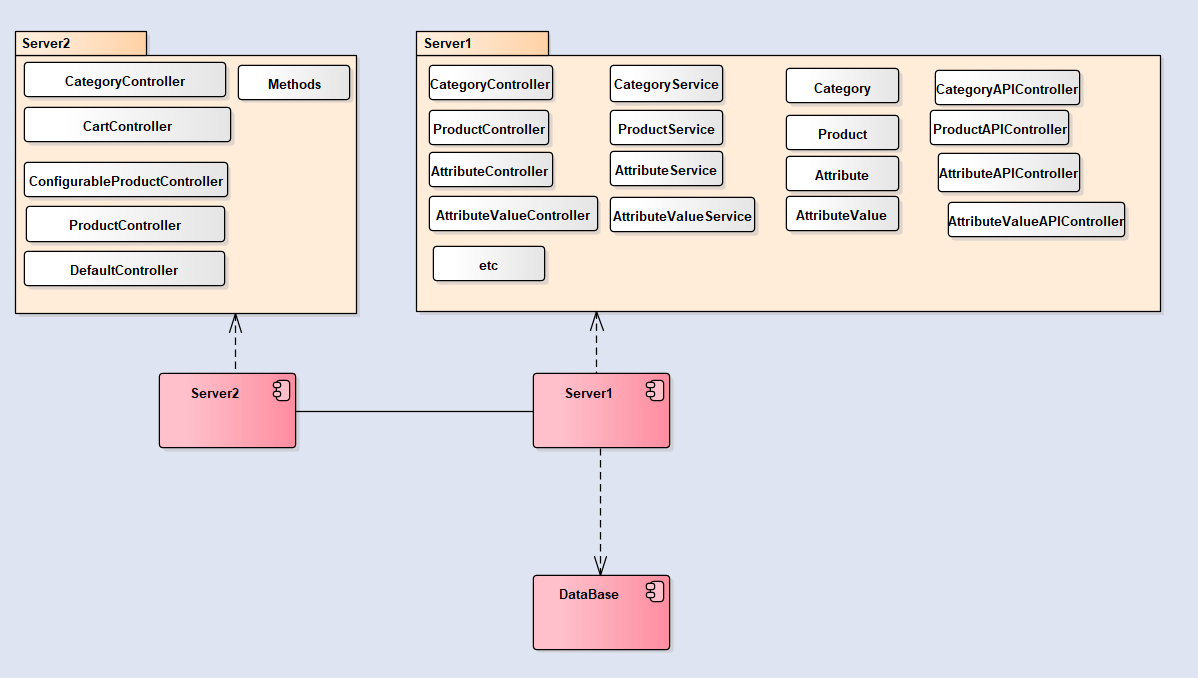 Server2
CategoryController
Methods
CartController
ConfigurableProductController
ProductController
DefaultController
Server1
CategoryController
CategoryService
Category
CategoryAPIController
ProductController
ProductService
Product
ProductAPIController
AttributeController
AttributeService
Attribute
AttributeAPIController
AttributeValueController
AttributeValueService
AttributeValue
AttributeValueAPIController
etc
Server2
Server1
DataBase